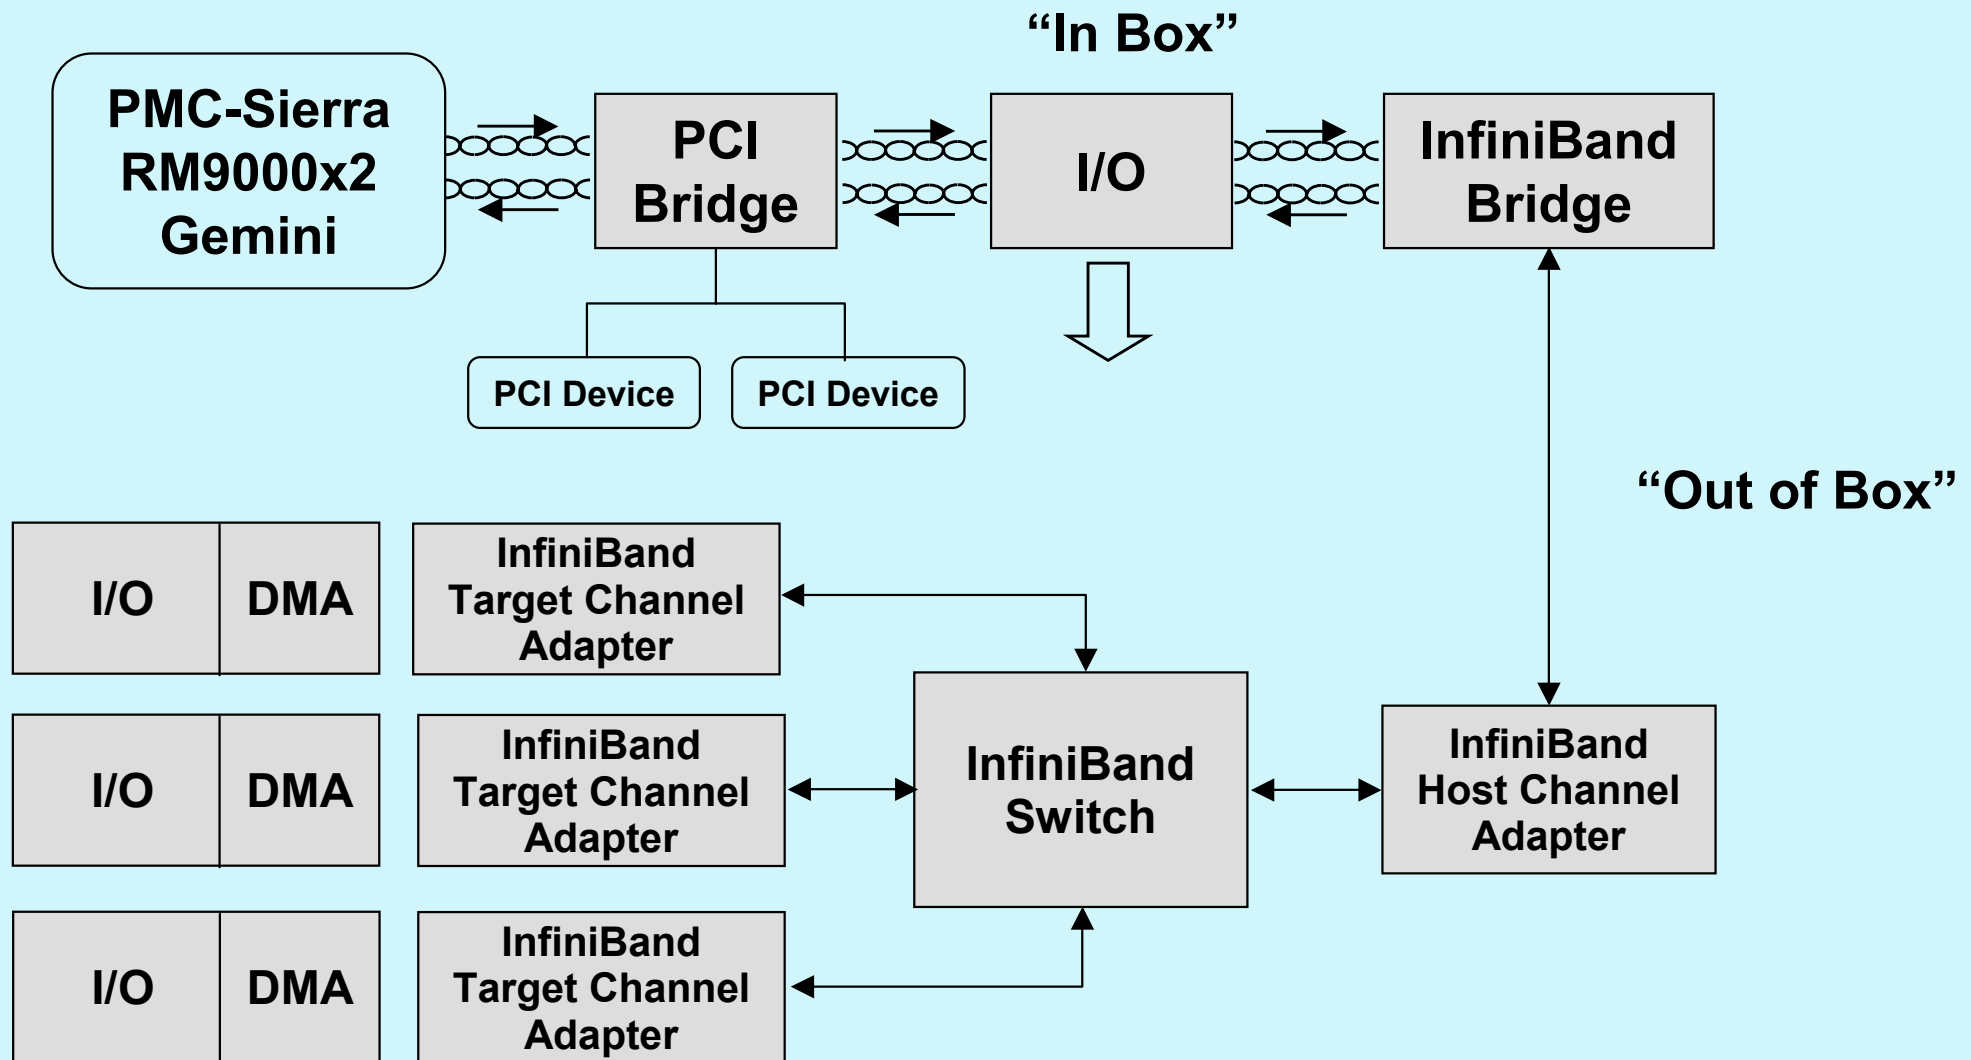 “In Box”
PMC-Sierra
RM9000x2
Gemini
PCI
Bridge
I/O
InfiniBand
Bridge
PCI Device
PCI Device
“Out of Box”
I/O
DMA
InfiniBand
Target Channel
Adapter
I/O
DMA
InfiniBand
Target Channel
Adapter
InfiniBand
Switch
InfiniBand
Host Channel
Adapter
I/O
DMA
InfiniBand
Target Channel
Adapter